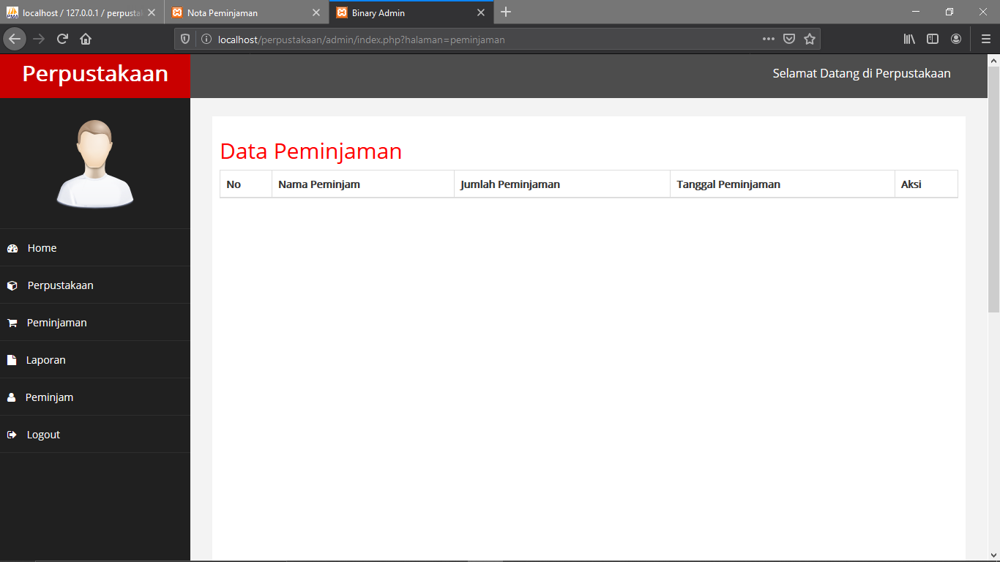 localhost / 127.0.0.1 / perpusta
Nota Peminjaman
Binary Admin
localhost/perpustakaan/admin/index.php?halaman=peminjaman
Perpustakaan
Selamat Datang di Perpustakaan
Data Peminjaman
No Nama Peminjam Jumlah Peminjaman Tanggal Peminjaman Aksi
Home
Perpustakaan
Peminjaman
Laporan
Peminjam
Logout